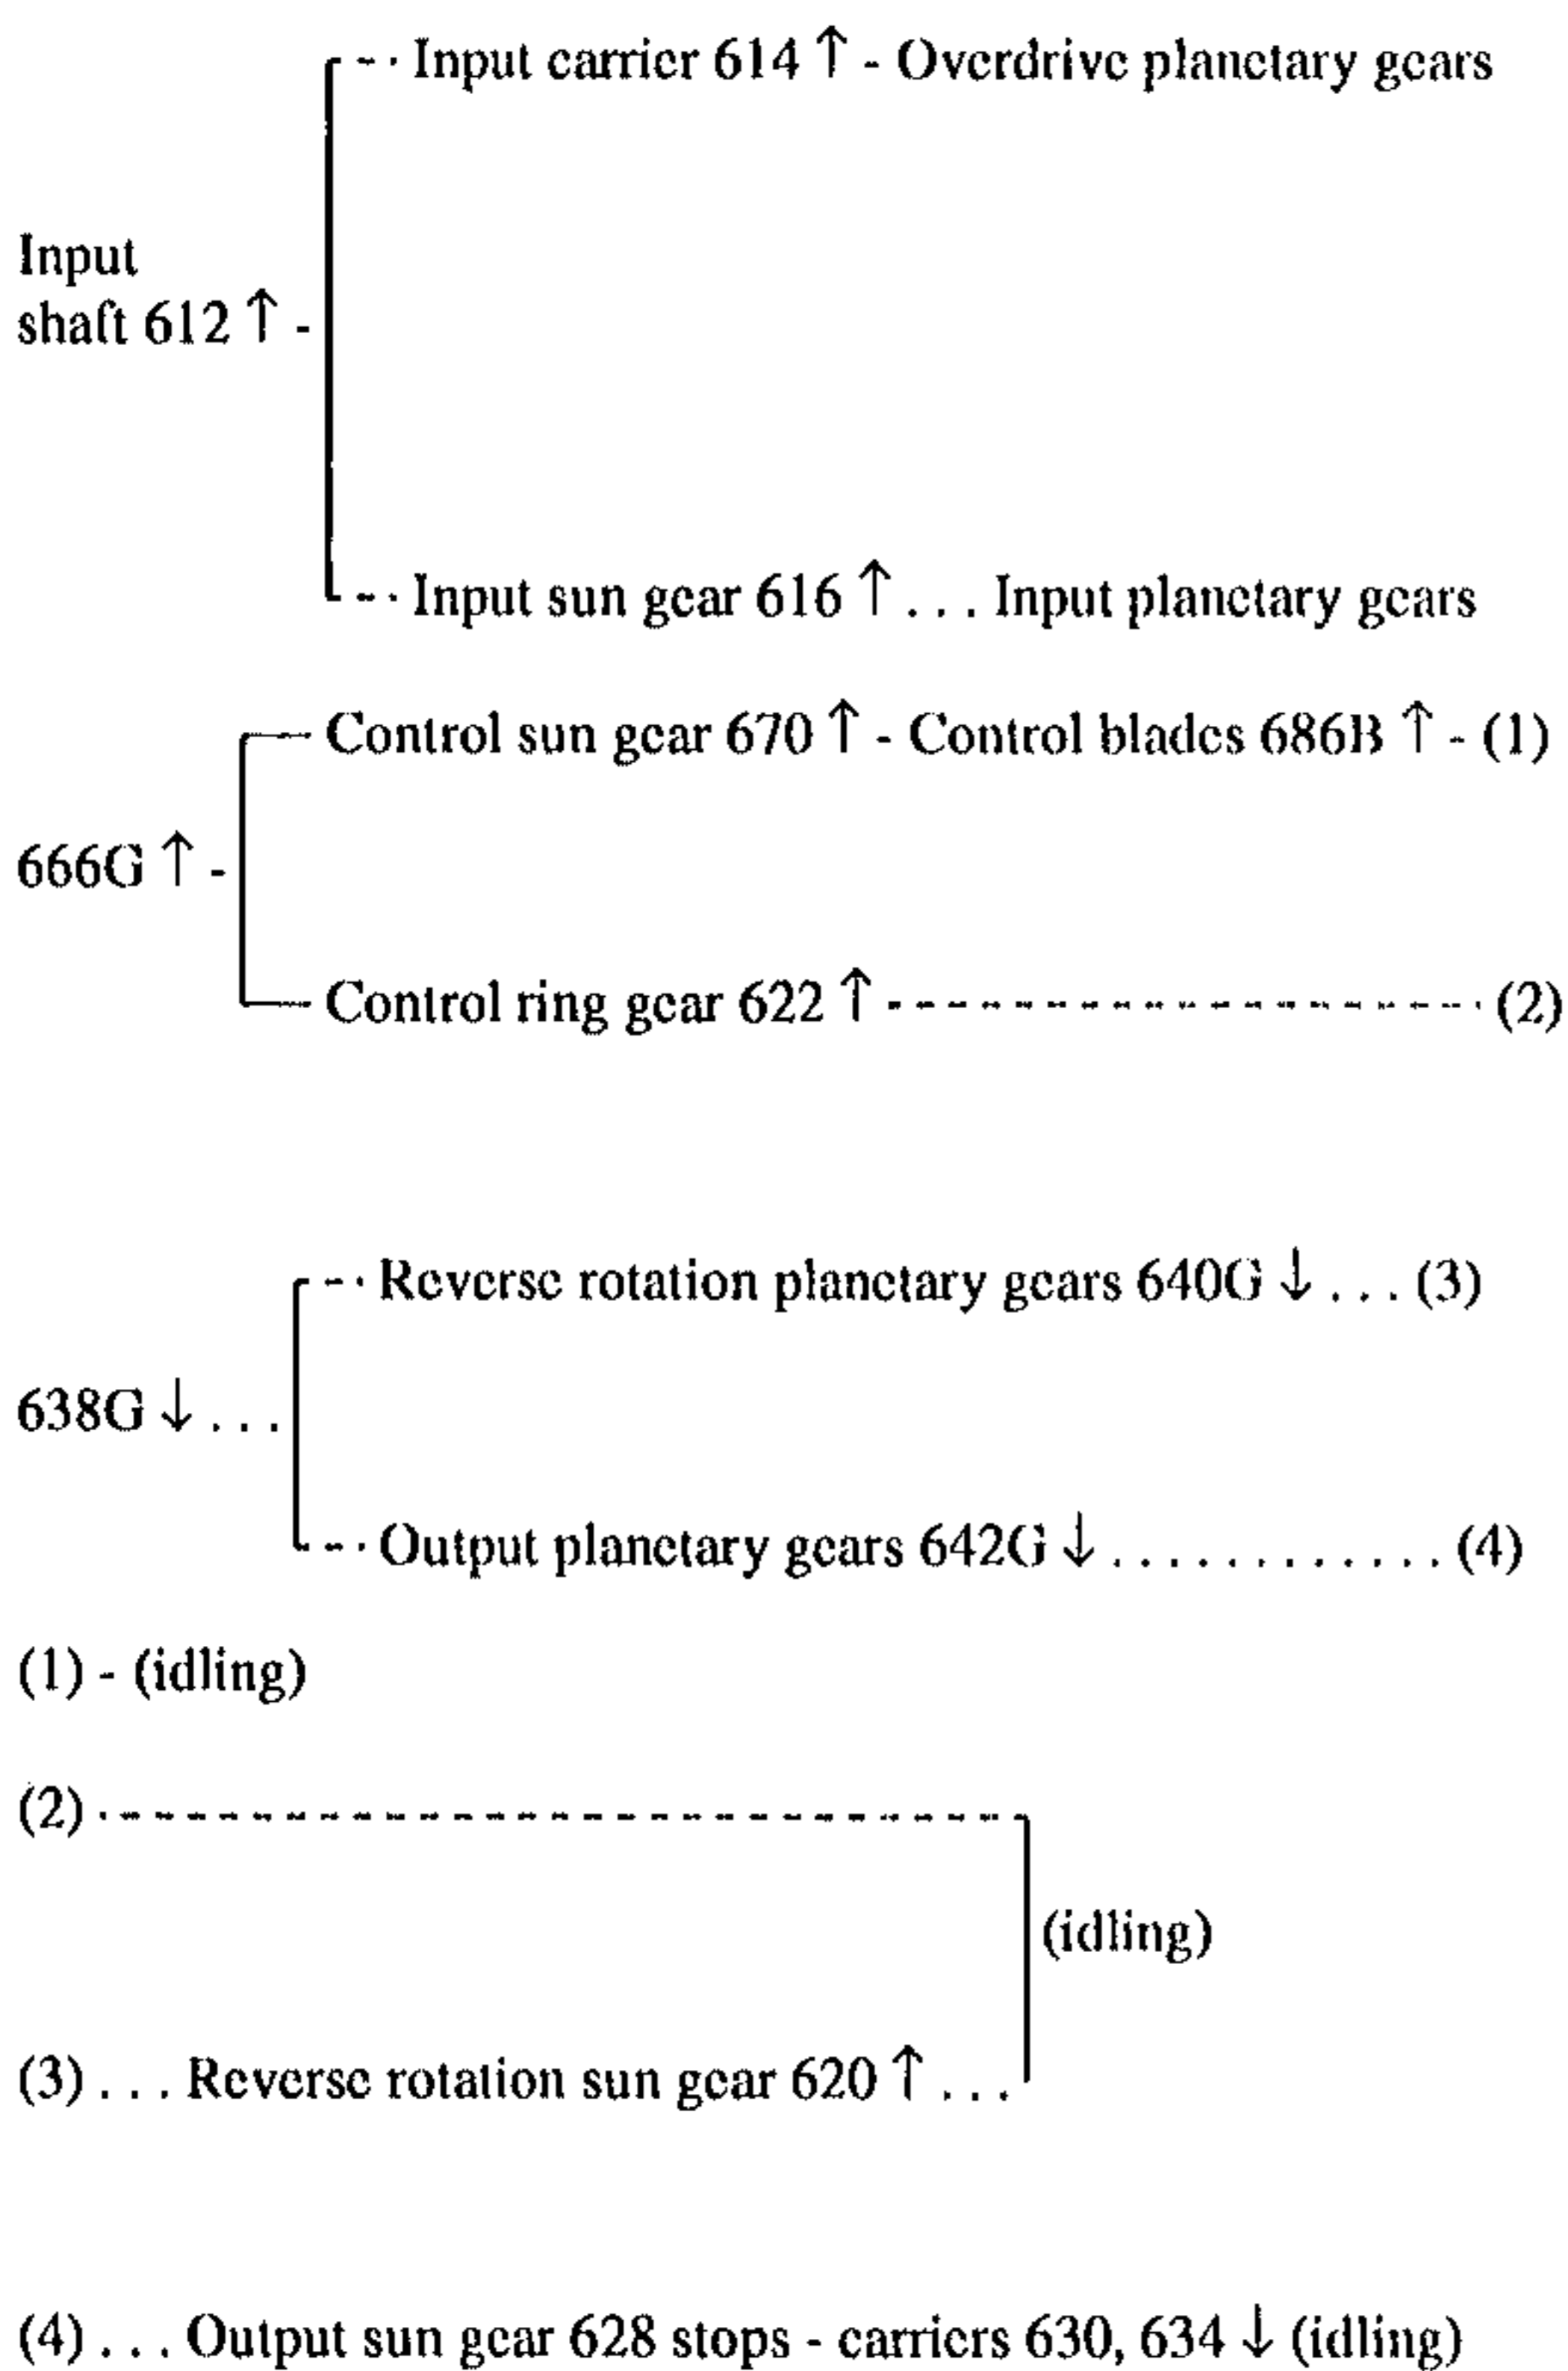 Input carrier 614 ↑ - Overdrive planetary gears
Input
shaft 612 ↑ -
Input sun gear 616 ↑ . . . Input planetary gears
Control sun gear 670 ↑ - Control blades 686B ↑ - (1)
666G ↑ -
Control ring gear 622 ↑ - - - - - - - - - - - - - - - - - - - (2)
Reverse rotation planetary gears 640G ↓ . . . (3)
638G ↓ . . .
Output planetary gears 642G ↓ . . . . . . . . . . . . (4)
(1) - (idling)
(2) - - - - - - - - - - - - - - - - - - - - - - - - - - - -
(idling)
(3) . . . Reverse rotation sun gear 620 ↑ . . .
(4) . . . Output sun gear 628 stops - carriers 630, 634 ↓ (idling)